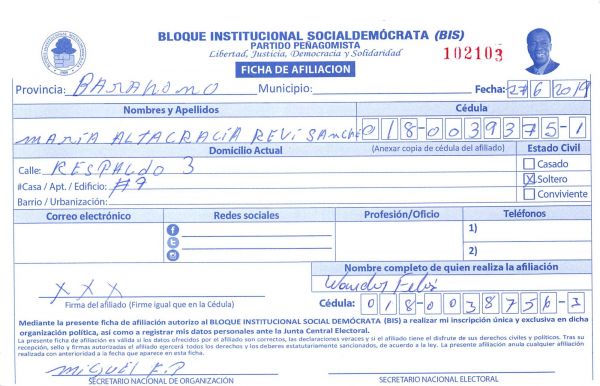 BLOQUE INSTITUCIONAL SOCIALDEMÓCRATA (BIS)
PARTIDO PEÑAGOMISTA
Libertad, Justicia, Democracia y Solidaridad
102103
FICHA DE AFILIACION
Provincia: BARAHONO Municipio: Fecha: 27 6 2019
Nombres y Apellidos Cédula
MARÍA ALTAGRACIA REVI SANCHE 018-0039375-1
Domicilio Actual (Anexar copia de cédula del afiliado) Estado Civil
Calle: RESPALDO 3 Casado
#Casa / Apt. / Edificio: #9 X Soltero
Barrio / Urbanización: Conviviente
Correo electrónico Redes sociales Profesión/Oficio Teléfonos
1)
2)
Nombre completo de quien realiza la afiliación
XXX Feliz
Firma del afiliado (Firme igual que en la Cédula) Cédula: 018-0038756-3
Mediante la presente ficha de afiliación autorizo al BLOQUE INSTITUCIONAL SOCIAL DEMÓCRATA (BIS) a realizar mi inscripción única y exclusiva en dicha
organización política, así como a registrar mis datos personales ante la Junta Central Electoral.
La presente ficha de afiliación es válida si los datos ofrecidos por el afiliado son correctos, las declaraciones veraces y si el afiliado tiene el disfrute de sus derechos civiles y políticos. Tras su
recepción, sello y firmas autorizadas el afiliado ejercerá todos los derechos y los deberes estatutariamente sancionados, de acuerdo a la ley. La presente afiliación anula cualquier afiliación
realizada con anterioridad a la fecha que aparece en esta ficha.
MIGUEL E.P
SECRETARIO NACIONAL DE ORGANIZACIÓN SECRETARIO NACIONAL ELECTORAL